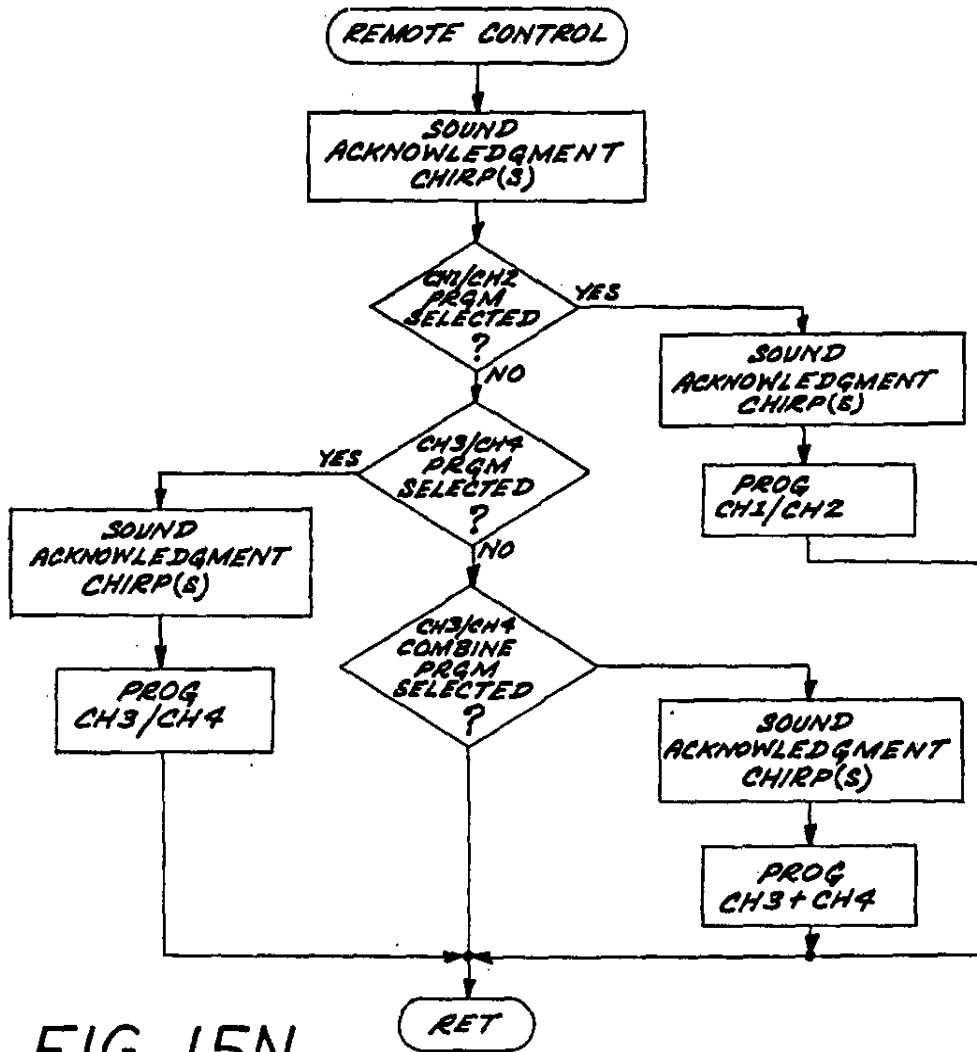 REMOTE CONTROL
SOUND
ACKNOWLEDGMENT
CHIRP(S)
CH1/CH2
PRGM
SELECTED
?
YES
NO
SOUND
ACKNOWLEDGMENT
CHIRP(S)
PROG
CH1/CH2
CH3/CH4
PRGM
SELECTED
?
YES
NO
SOUND
ACKNOWLEDGMENT
CHIRP(S)
PROG
CH3/CH4
CH3/CH4
COMBINE
PRGM
SELECTED
?
SOUND
ACKNOWLEDGMENT
CHIRP(S)
PROG
CH3+CH4
RET
FIG. 15N